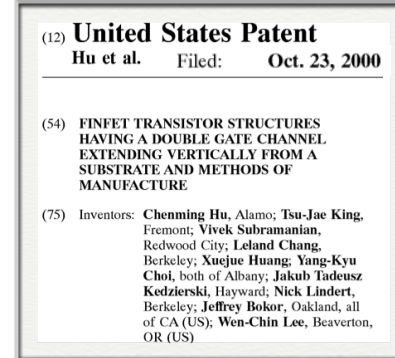 (12) United States Patent
Hu et al. Filed: Oct. 23, 2000
(54) FINFET TRANSISTOR STRUCTURES
HAVING A DOUBLE GATE CHANNEL
EXTENDING VERTICALLY FROM A
SUBSTRATE AND METHODS OF
MANUFACTURE
(75) Inventors: Chenming Hu, Alamo; Tsu-Jae King,
Fremont; Vivek Subramanian,
Redwood City; Leland Chang,
Berkeley; Xuejue Huang; Yang-Kyu
Choi, both of Albany; Jakub Tadeusz
Kedzierski, Hayward; Nick Lindert,
Berkeley; Jeffrey Bokor, Oakland, all
of CA (US); Wen-Chin Lee, Beaverton,
OR (US)